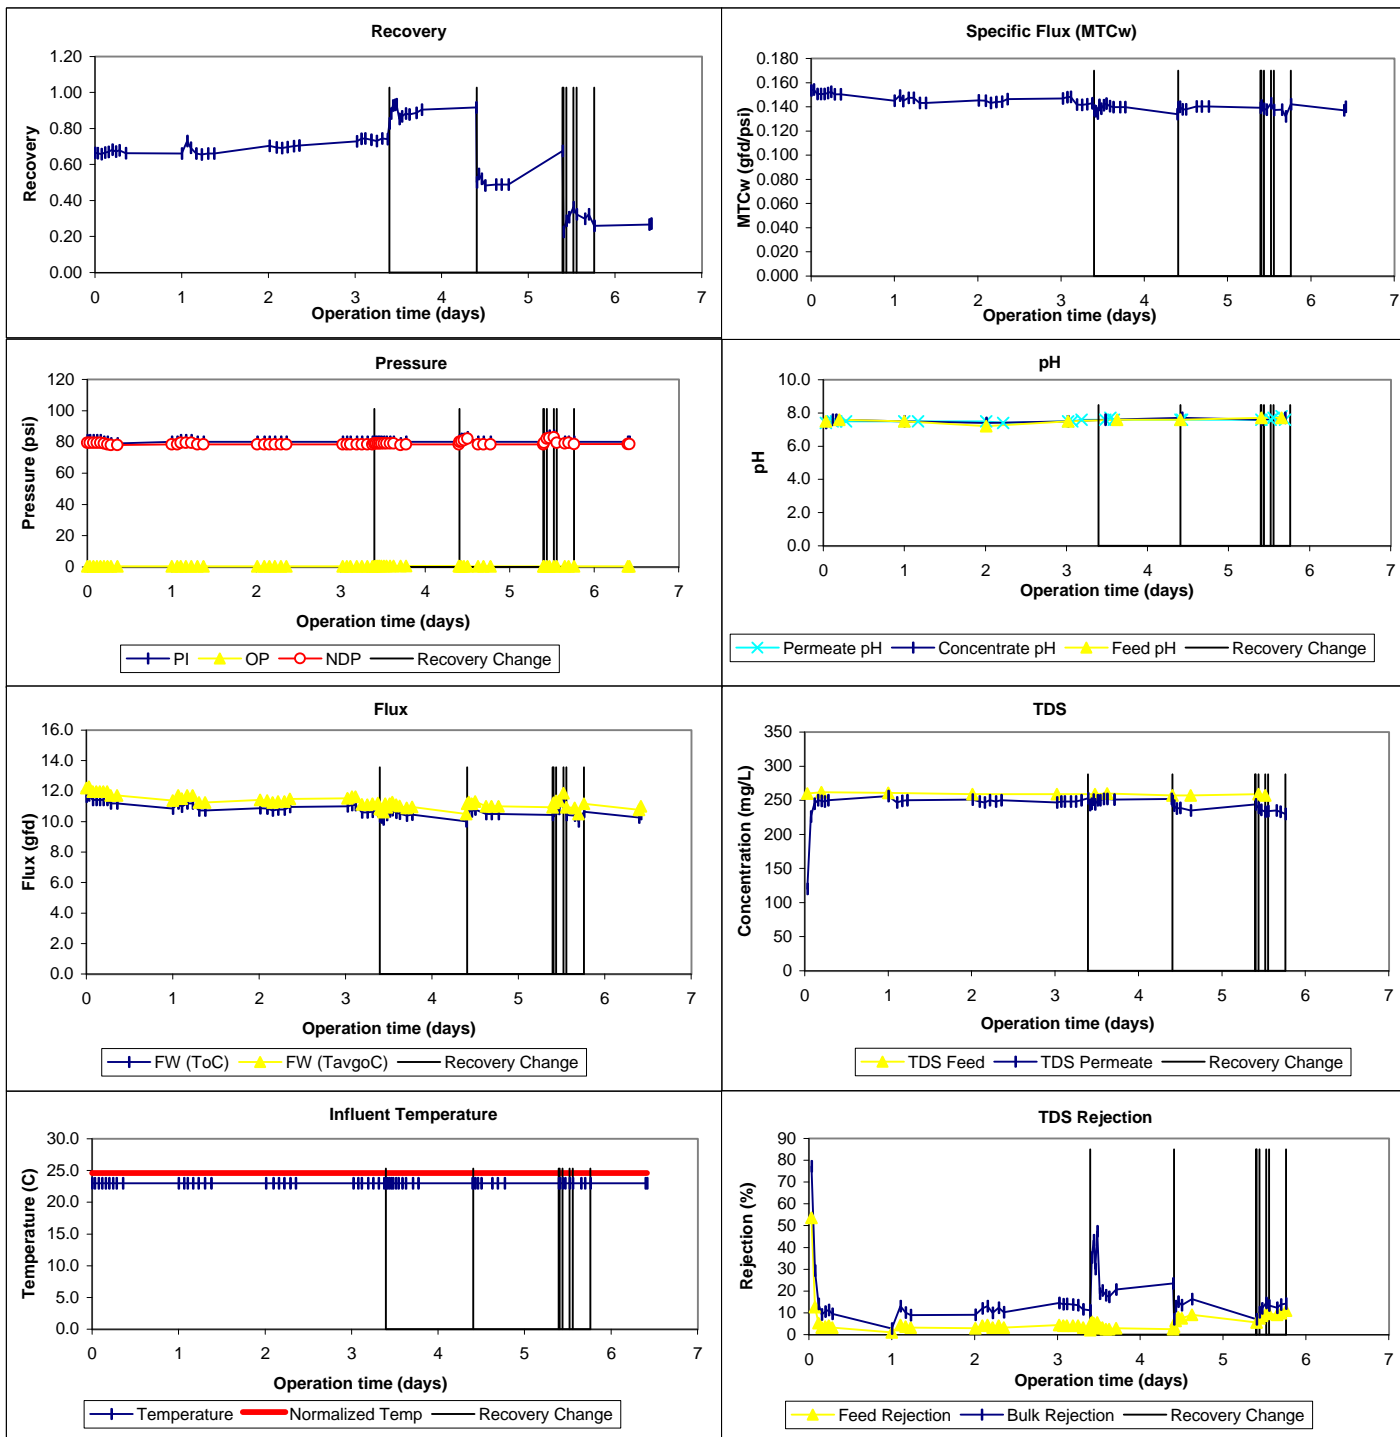 Recovery
1.20
1.00
0.80
0.60
0.40
0.20
0.00
Recovery
0 1 2 3 4 5 6 7
Operation time (days)
Specific Flux (MTCw)
0.180
0.160
0.140
0.120
0.100
0.080
0.060
0.040
0.020
0.000
MTCw (gfd/psi)
0 1 2 3 4 5 6 7
Operation time (days)
Pressure
120
100
80
60
40
20
0
Pressure (psi)
0 1 2 3 4 5 6 7
Operation time (days)
PI OP NDP Recovery Change
pH
10.0
8.0
6.0
4.0
2.0
0.0
pH
0 1 2 3 4 5 6 7
Operation time (days)
Permeate pH Concentrate pH Feed pH Recovery Change
Flux
16.0
14.0
12.0
10.0
8.0
6.0
4.0
2.0
0.0
Flux (gfd)
0 1 2 3 4 5 6 7
Operation time (days)
FW (ToC) FW (TavgoC) Recovery Change
TDS
350
300
250
200
150
100
50
0
Concentration (mg/L)
0 1 2 3 4 5 6 7
Operation time (days)
TDS Feed TDS Permeate Recovery Change
Influent Temperature
30.0
25.0
20.0
15.0
10.0
5.0
0.0
Temperature (C)
0 1 2 3 4 5 6 7
Operation time (days)
Temperature Normalized Temp Recovery Change
TDS Rejection
90
80
70
60
50
40
30
20
10
0
Rejection (%)
0 1 2 3 4 5 6 7
Operation time (days)
Feed Rejection Bulk Rejection Recovery Change